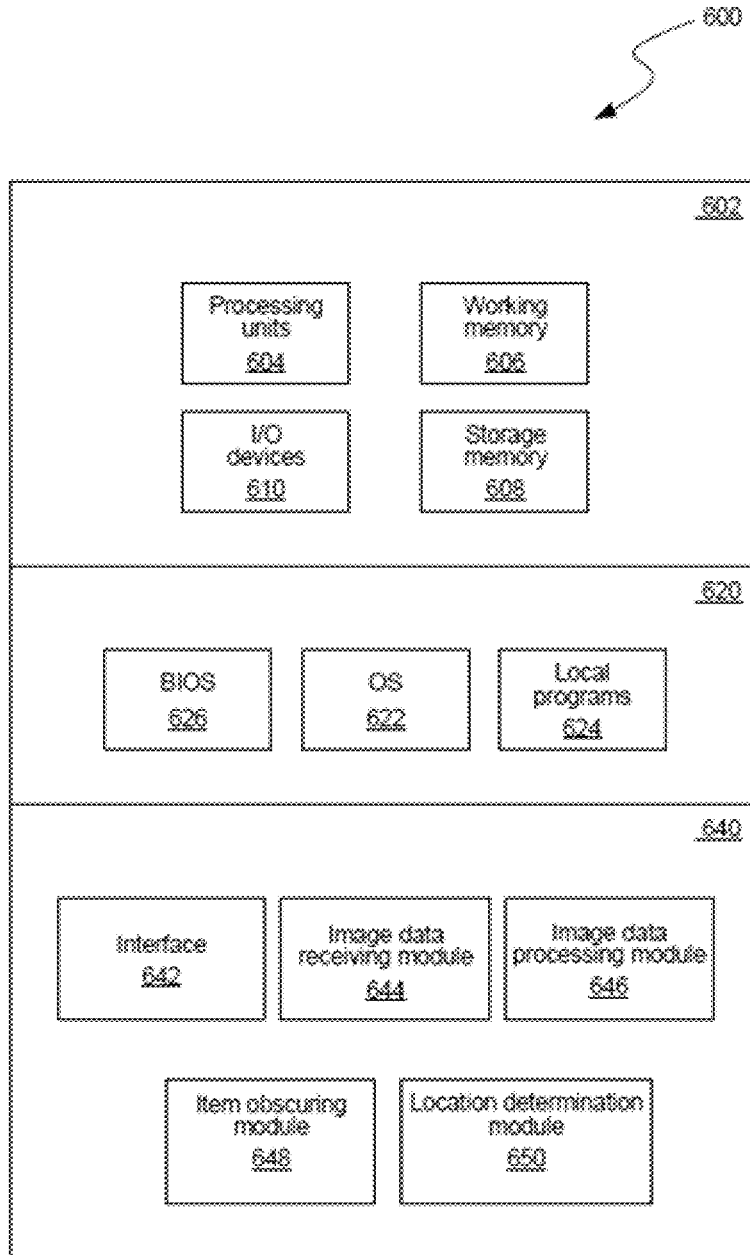 600
602
Processing
units
604
Working
memory
606
I/O
devices
610
Storage
memory
608
620
BIOS
626
OS
622
Local
programs
624
640
Interface
642
Image data
receiving module
644
Image data
processing module
646
Item obscuring
module
648
Location determination
module
650